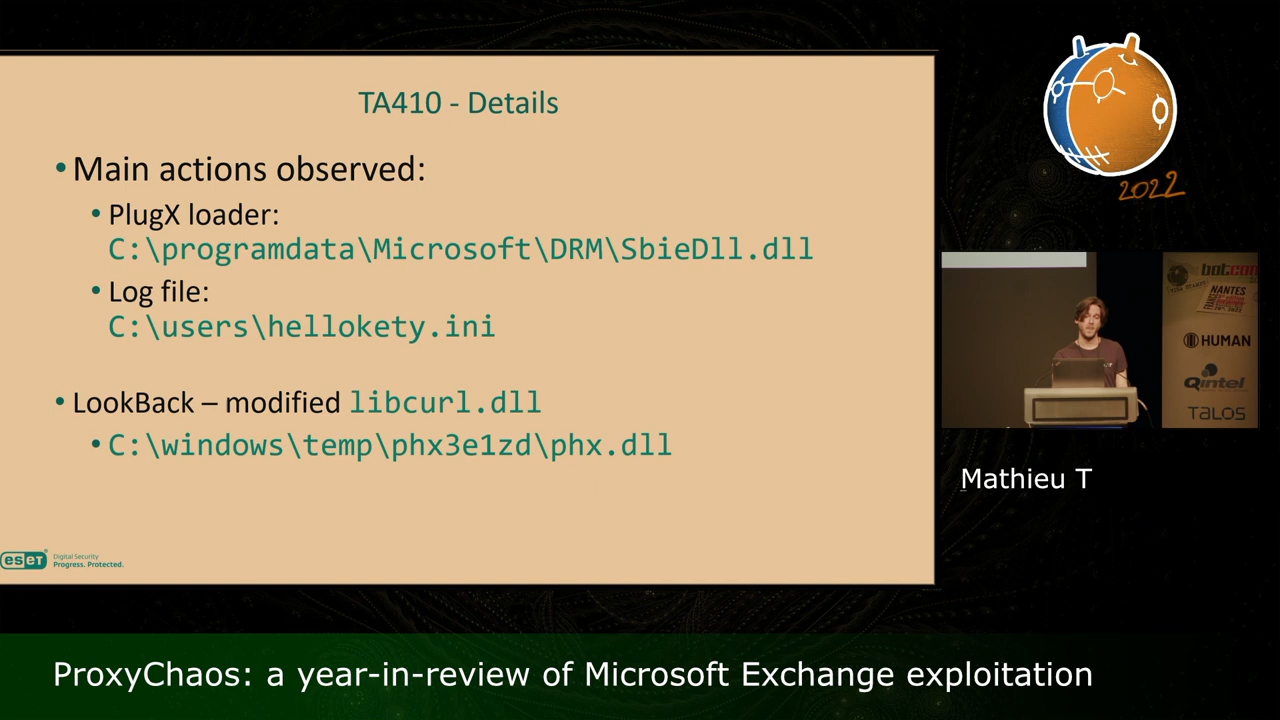 TA410 - Details
•Main actions observed:
•PlugX loader:
C:\programdata\Microsoft\DRM\SbieDll.dll
•Log file:
C:\users\hellokety.ini
•LookBack – modified libcurl.dll
•C:\windows\temp\phx3e1zd\phx.dll
eseT
Digital Security
Progress. Protected.
2022
botcon
NANTES
HUMAN
Qintel
TALOS
Mathieu T
ProxyChaos: a year-in-review of Microsoft Exchange exploitation